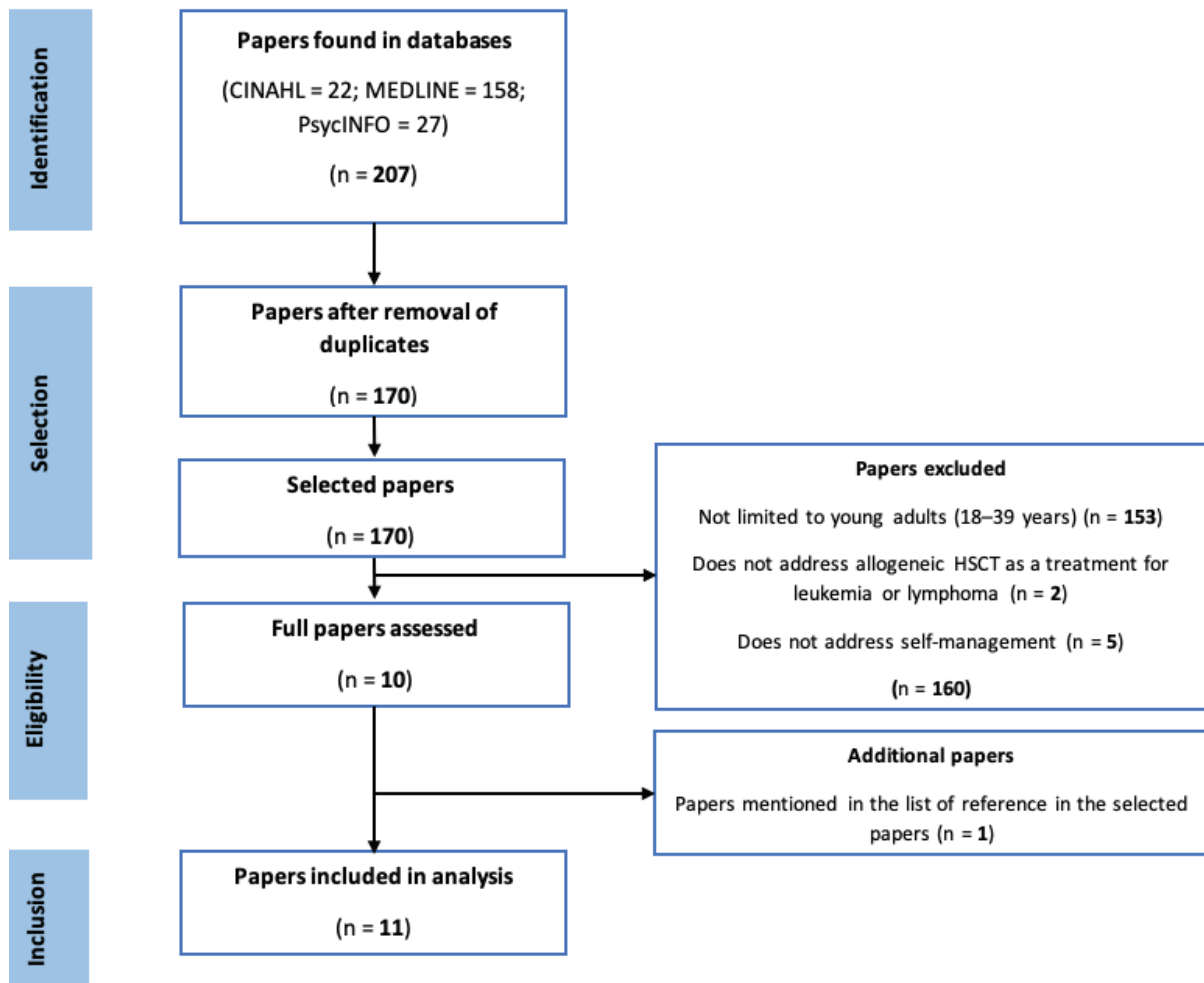 Identification
Papers found in databases
(CINAHL = 22; MEDLINE = 158;
PsycINFO = 27)
(n = 207)
Selection
Papers after removal of
duplicates
(n = 170)
Selected papers
(n = 170)
Papers excluded
Not limited to young adults (18–39 years) (n = 153)
Does not address allogeneic HSCT as a treatment for
leukemia or lymphoma (n = 2)
Does not address self-management (n = 5)
(n = 160)
Eligibility
Full papers assessed
(n = 10)
Additional papers
Papers mentioned in the list of reference in the selected
papers (n = 1)
Inclusion
Papers included in analysis
(n = 11)